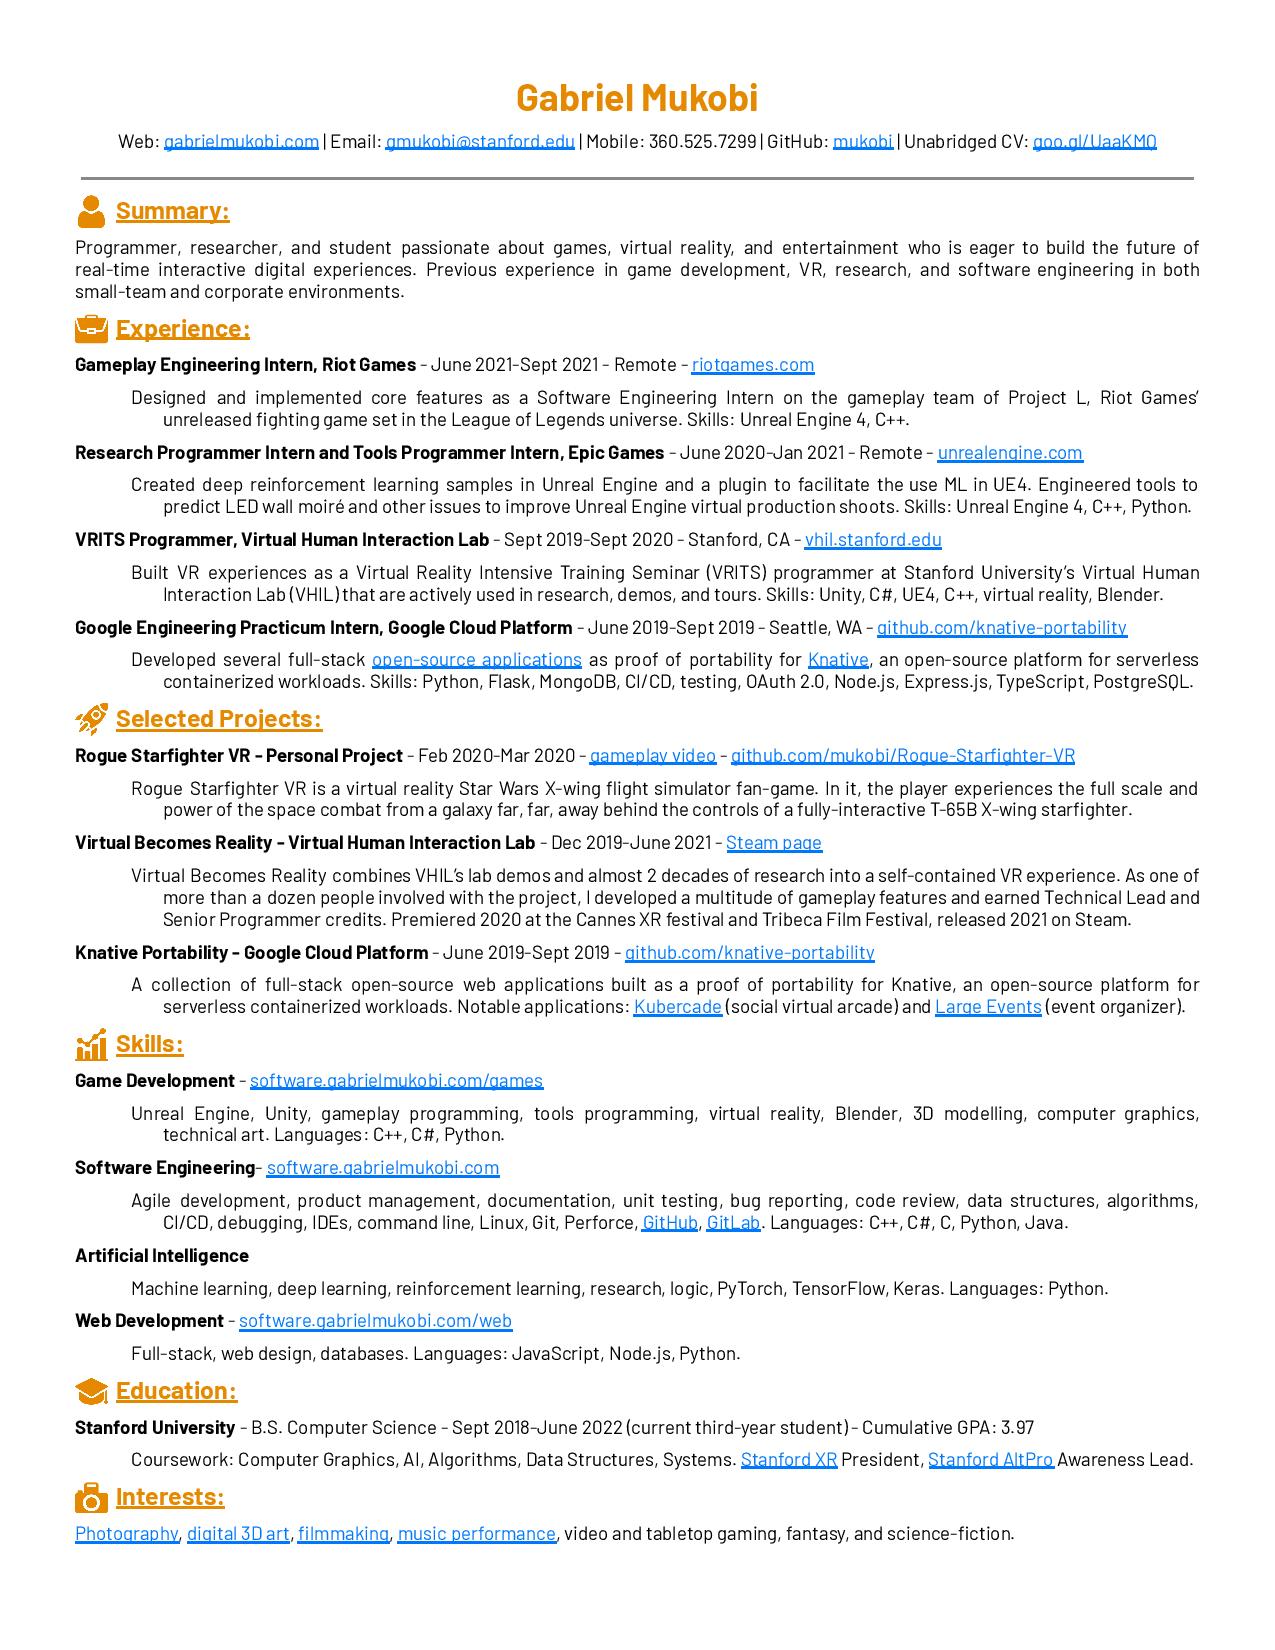 Gabriel Mukobi
Web: gabrielmukobi.com | Email: gmukobi@stanford.edu | Mobile: 360.525.7299 | GitHub: mukobi | Unabridged CV: goo.gl/UaaKMQ
Summary:
Programmer, researcher, and student passionate about games, virtual reality, and entertainment who is eager to build the future of
real-time interactive digital experiences. Previous experience in game development, VR, research, and software engineering in both
small-team and corporate environments.
Experience:
Gameplay Engineering Intern, Riot Games - June 2021-Sept 2021 - Remote - riotgames.com
Designed and implemented core features as a Software Engineering Intern on the gameplay team of Project L, Riot Games’
unreleased fighting game set in the League of Legends universe. Skills: Unreal Engine 4, C++.
Research Programmer Intern and Tools Programmer Intern, Epic Games - June 2020-Jan 2021 - Remote - unrealengine.com
Created deep reinforcement learning samples in Unreal Engine and a plugin to facilitate the use ML in UE4. Engineered tools to
predict LED wall moiré and other issues to improve Unreal Engine virtual production shoots. Skills: Unreal Engine 4, C++, Python.
VRITS Programmer, Virtual Human Interaction Lab - Sept 2019-Sept 2020 - Stanford, CA - vhil.stanford.edu
Built VR experiences as a Virtual Reality Intensive Training Seminar (VRITS) programmer at Stanford University’s Virtual Human
Interaction Lab (VHIL) that are actively used in research, demos, and tours. Skills: Unity, C#, UE4, C++, virtual reality, Blender.
Google Engineering Practicum Intern, Google Cloud Platform - June 2019-Sept 2019 - Seattle, WA - github.com/knative-portability
Developed several full-stack open-source applications as proof of portability for Knative, an open-source platform for serverless
containerized workloads. Skills: Python, Flask, MongoDB, CI/CD, testing, OAuth 2.0, Node.js, Express.js, TypeScript, PostgreSQL.
Selected Projects:
Rogue Starfighter VR - Personal Project - Feb 2020-Mar 2020 - gameplay video - github.com/mukobi/Rogue-Starfighter-VR
Rogue Starfighter VR is a virtual reality Star Wars X-wing flight simulator fan-game. In it, the player experiences the full scale and
power of the space combat from a galaxy far, far, away behind the controls of a fully-interactive T-65B X-wing starfighter.
Virtual Becomes Reality - Virtual Human Interaction Lab - Dec 2019-June 2021 - Steam page
Virtual Becomes Reality combines VHIL’s lab demos and almost 2 decades of research into a self-contained VR experience. As one of
more than a dozen people involved with the project, I developed a multitude of gameplay features and earned Technical Lead and
Senior Programmer credits. Premiered 2020 at the Cannes XR festival and Tribeca Film Festival, released 2021 on Steam.
Knative Portability - Google Cloud Platform - June 2019-Sept 2019 - github.com/knative-portability
A collection of full-stack open-source web applications built as a proof of portability for Knative, an open-source platform for
serverless containerized workloads. Notable applications: Kubercade (social virtual arcade) and Large Events (event organizer).
Skills:
Game Development - software.gabrielmukobi.com/games
Unreal Engine, Unity, gameplay programming, tools programming, virtual reality, Blender, 3D modelling, computer graphics,
technical art. Languages: C++, C#, Python.
Software Engineering- software.gabrielmukobi.com
Agile development, product management, documentation, unit testing, bug reporting, code review, data structures, algorithms,
CI/CD, debugging, IDEs, command line, Linux, Git, Perforce, GitHub, GitLab. Languages: C++, C#, C, Python, Java.
Artificial Intelligence
Machine learning, deep learning, reinforcement learning, research, logic, PyTorch, TensorFlow, Keras. Languages: Python.
Web Development - software.gabrielmukobi.com/web
Full-stack, web design, databases. Languages: JavaScript, Node.js, Python.
Education:
Stanford University - B.S. Computer Science - Sept 2018-June 2022 (current third-year student) - Cumulative GPA: 3.97
Coursework: Computer Graphics, AI, Algorithms, Data Structures, Systems. Stanford XR President, Stanford AltPro Awareness Lead.
Interests:
Photography, digital 3D art, filmmaking, music performance, video and tabletop gaming, fantasy, and science-fiction.